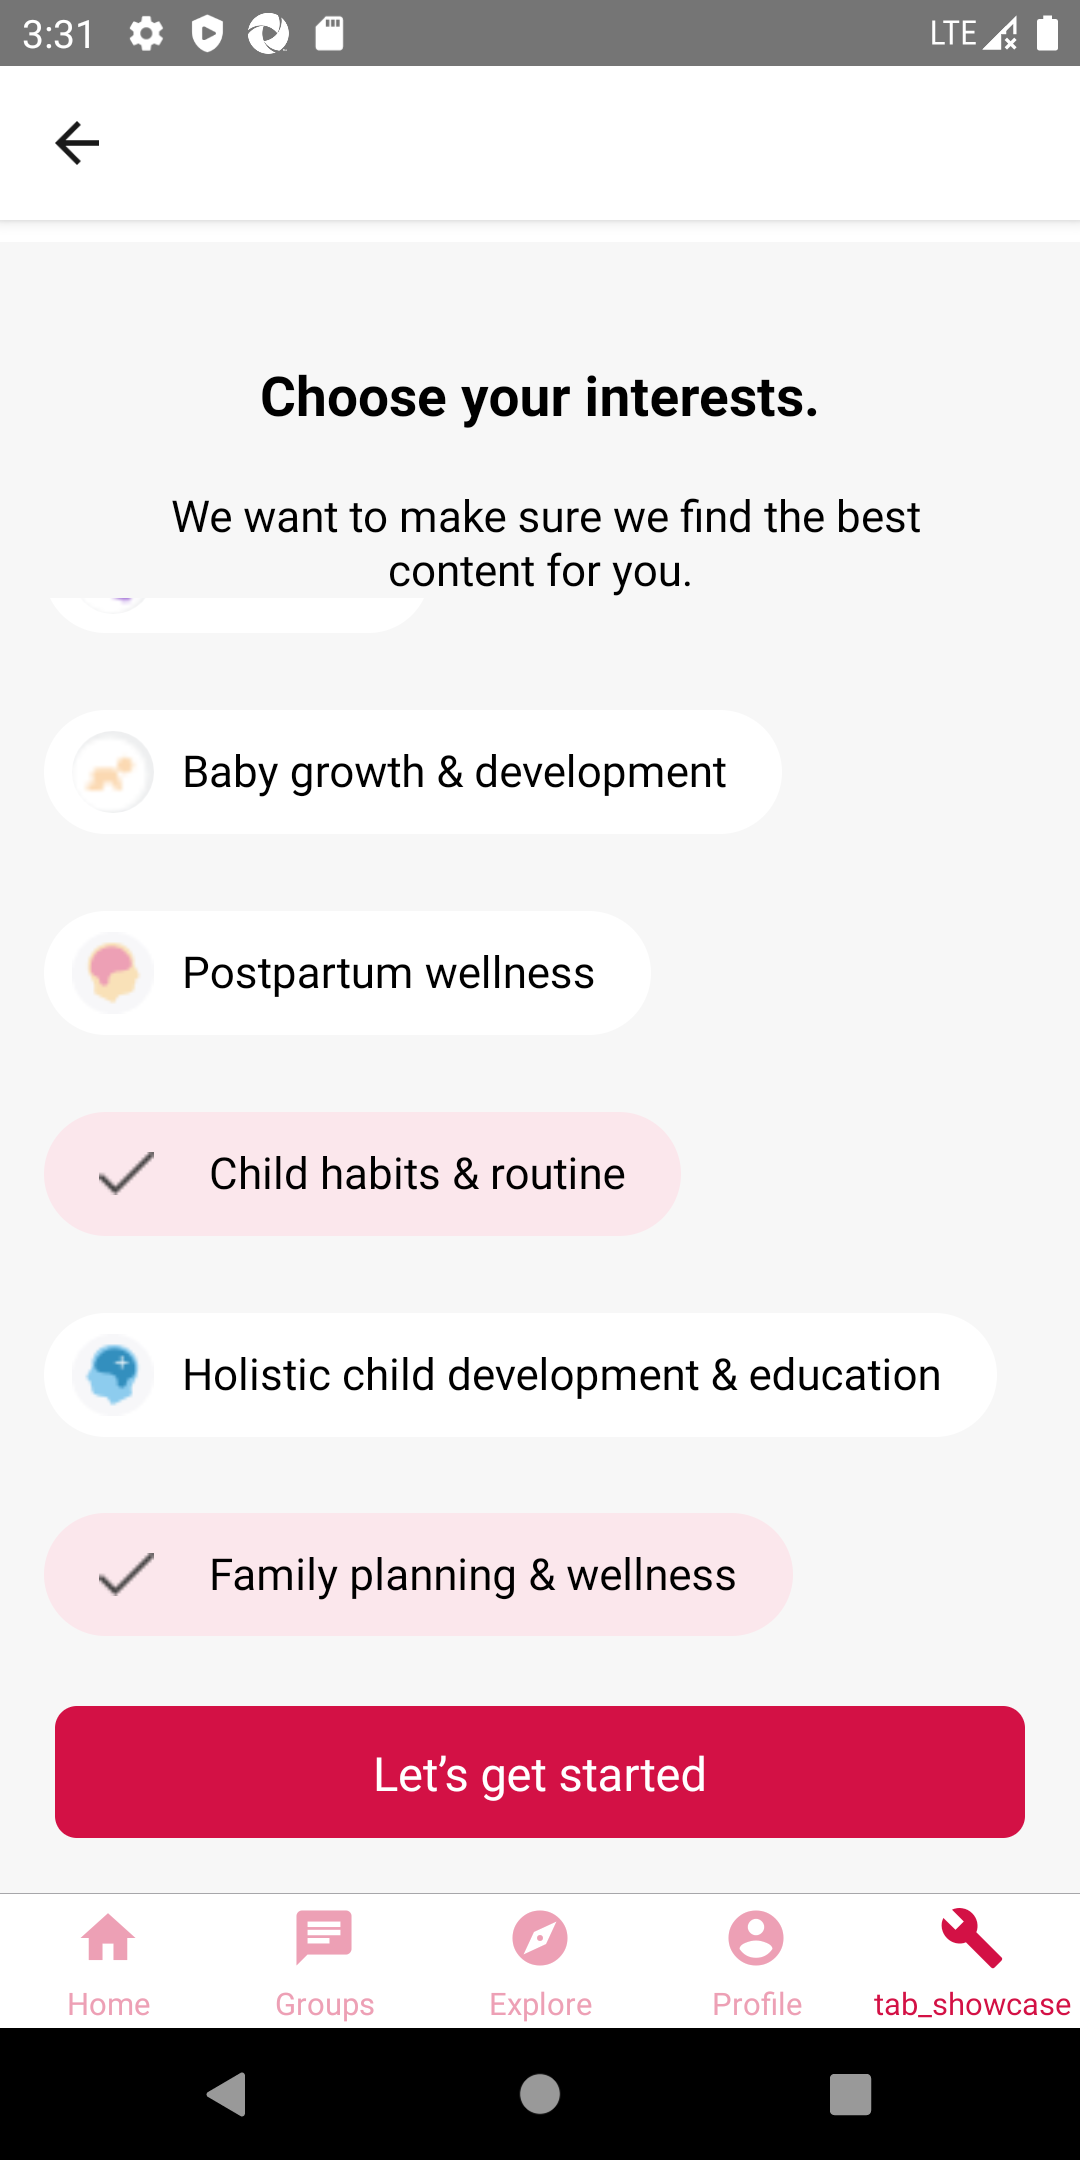 3:31
LTE
Choose your interests.
We want to make sure we find the best
content for you.
Baby growth & development
Postpartum wellness
Child habits & routine
Holistic child development & education
Family planning & wellness
Let’s get started
Home
Groups
Explore
Profile
tab_showcase